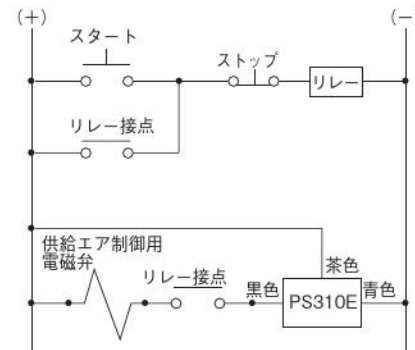 (+)
(−
スタート
ストップ
リレー
リレー接点
供給エア制御用
電磁弁
リレー接点
茶色
黒色
PS310E
青色